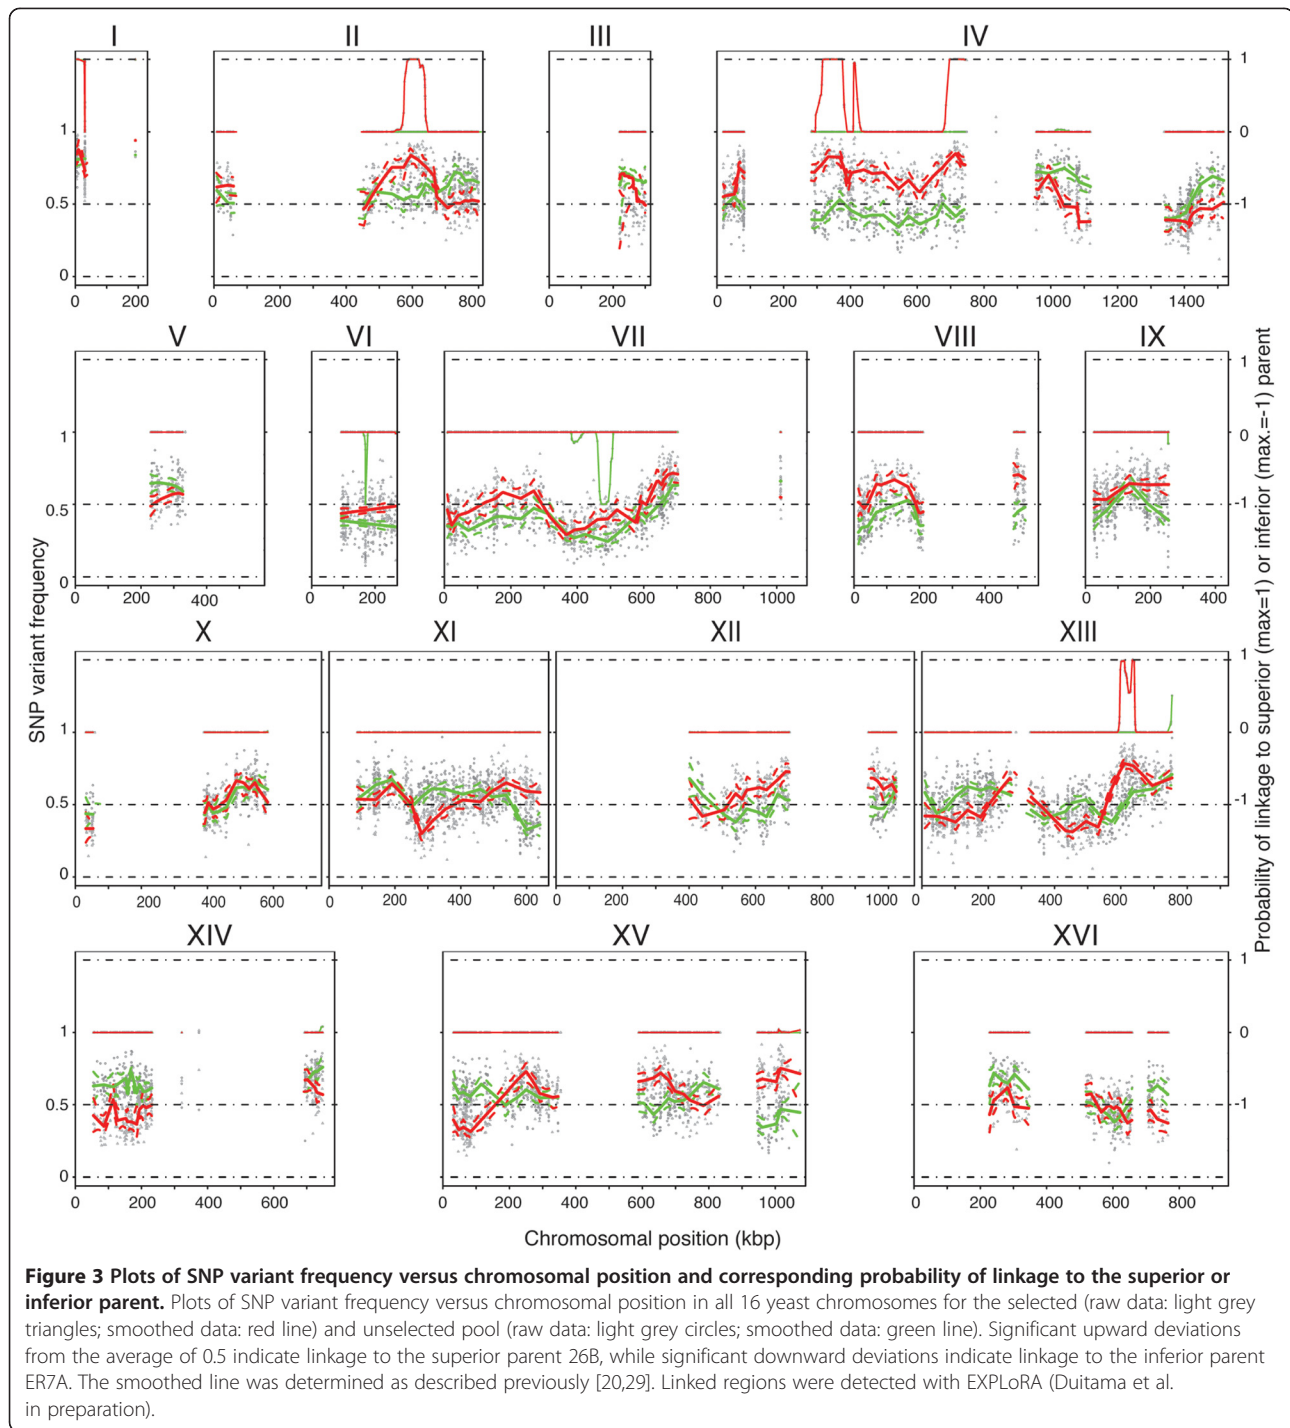 I II III IV
1 0.5 0
1 0 -1
0 200 0 200 400 600 800 0 200 0 200 400 600 800 1000 1200 1400
V VI VII VIII IX
1 0.5 0
1 0 -1
0 200 400 0 200 0 200 400 600 800 1000 0 200 400 0 200 400
SNP variant frequency
Probability of linkage to superior (max=1) or inferior (max.=-1) parent
X XI XII XIII
1 0.5 0
1 0 -1
0 200 400 600 0 200 400 600 0 200 400 600 800 1000 0 200 400 600 800
XIV XV XVI
1 0.5 0
1 0 -1
0 200 400 600 0 200 400 600 800 1000 0 200 400 600 800
Chromosomal position (kbp)
Figure 3 Plots of SNP variant frequency versus chromosomal position and corresponding probability of linkage to the superior or
inferior parent. Plots of SNP variant frequency versus chromosomal position in all 16 yeast chromosomes for the selected (raw data: light grey
triangles; smoothed data: red line) and unselected pool (raw data: light grey circles; smoothed data: green line). Significant upward deviations
from the average of 0.5 indicate linkage to the superior parent 26B, while significant downward deviations indicate linkage to the inferior parent
ER7A. The smoothed line was determined as described previously [20,29]. Linked regions were detected with EXPLoRA (Duitama et al.
in preparation).